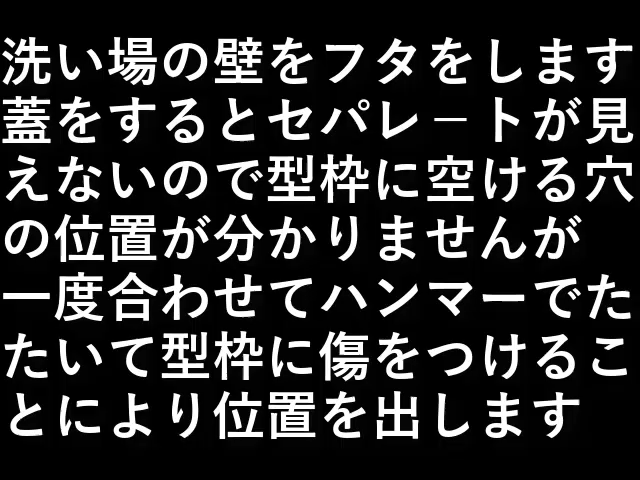 洗い場の壁をフタをします
蓋をするとセパレ－トが見
えないので型枠に空ける穴
の位置が分かりませんが
一度合わせてハンマーでた
たいて型枠に傷をつけるこ
とにより位置を出します